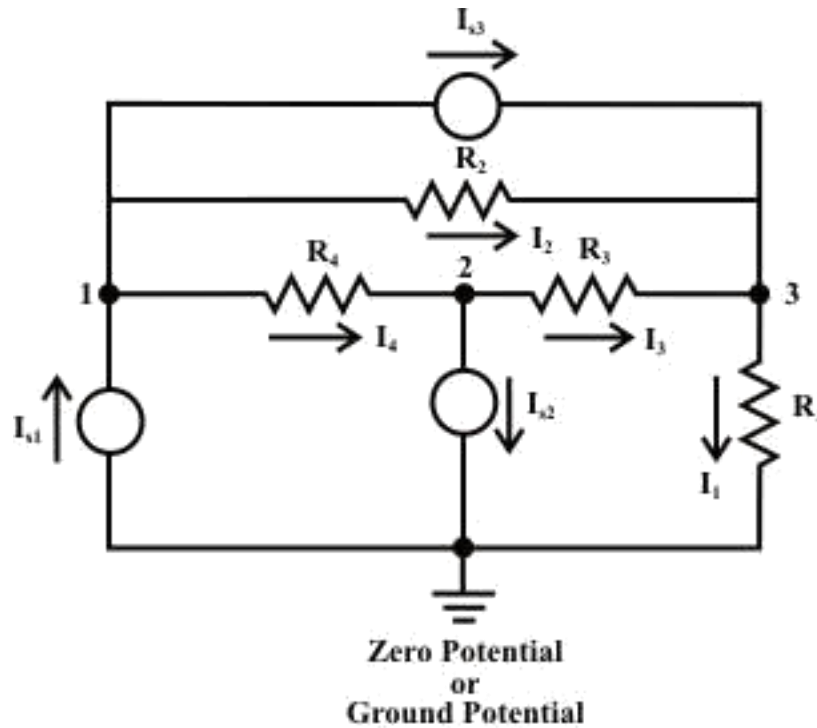 Is3
R2
I2
R4
2
R3
1
3
I4
I3
Is1
Is2
R
I1
Zero Potential
or
Ground Potential